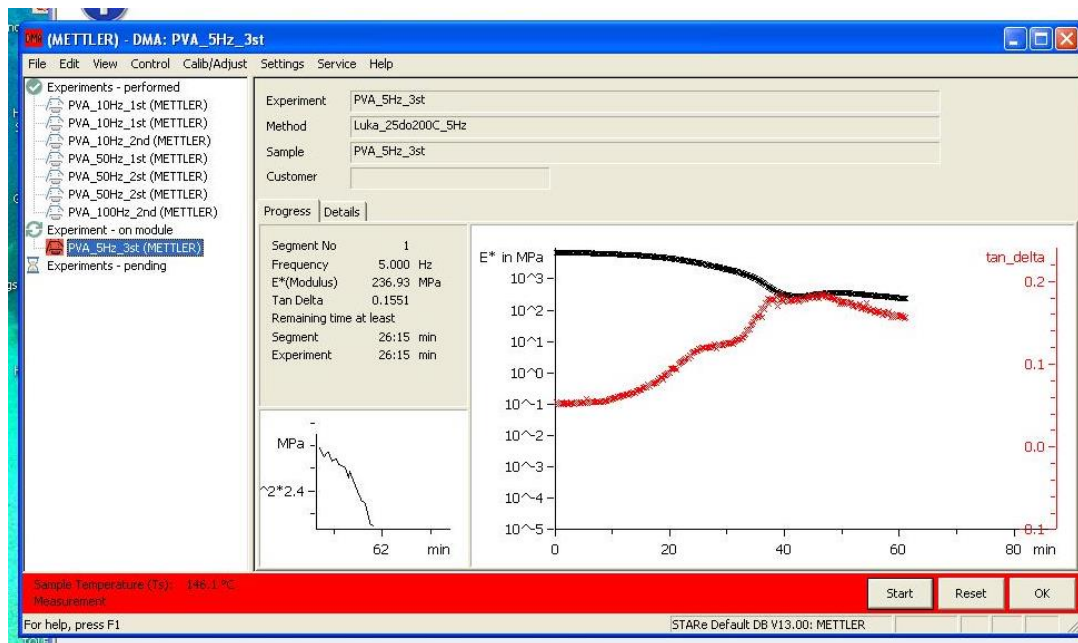 (METTLER) - DMA: PVA_5Hz_3st
File Edit View Control Calib/Adjust Settings Service Help
Experiments - performed
PVA_10Hz_1st (METTLER)
PVA_10Hz_1st (METTLER)
PVA_10Hz_2nd (METTLER)
PVA_50Hz_1st (METTLER)
PVA_50Hz_2st (METTLER)
PVA_50Hz_2st (METTLER)
PVA_100Hz_2nd (METTLER)
Experiment - on module
PVA_5Hz_3st (METTLER)
Experiments - pending
Experiment PVA_5Hz_3st
Method Luka_25do200C_5Hz
Sample PVA_5Hz_3st
Customer
Progress Details
Segment No 1
Frequency 5.000 Hz
E*(Modulus) 236.93 MPa
Tan Delta 0.1551
Remaining time at least
Segment 26:15 min
Experiment 26:15 min
MPa
^2*2.4
62 min
E* in MPa
10^3
10^2
10^1
10^0
10^-1
10^-2
10^-3
10^-4
10^-5
0 20 40 60 80 min
tan_delta
0.2
0.1
0.0
0.1
Sample Temperature (Ts): 146.1 °C
Measurement
Start Reset OK
For help, press F1
STARe Default DB V13.00: METTLER